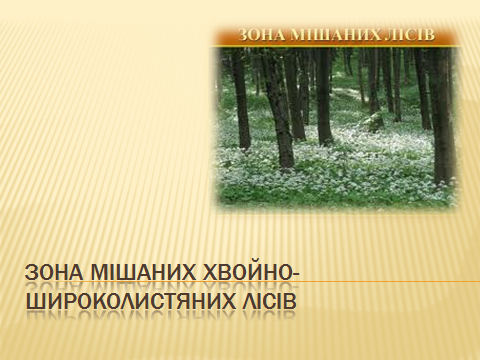 ЗОНА МІШАНИХ ЛІСІВ
ЗОНА МІШАНИХ ХВОЙНО-
ШИРОКОЛИСТЯНИХ ЛІСІВ